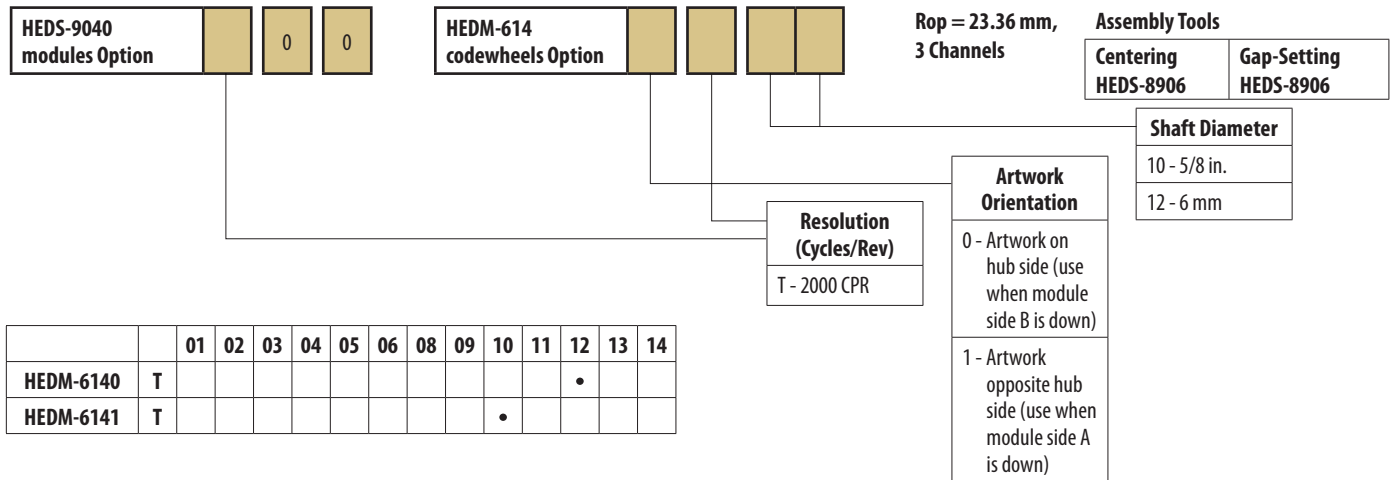 HEDS-9040
modules Option
0
0
HEDM-614
codewheels Option
Rop = 23.36 mm,
3 Channels
Assembly Tools
Centering
HEDS-8906
Gap-Setting
HEDS-8906
Shaft Diameter
10 - 5/8 in.
12 - 6 mm
Artwork
Orientation
0 - Artwork on
hub side (use
when module
side B is down)
1 - Artwork
opposite hub
side (use when
module side A
is down)
Resolution
(Cycles/Rev)
T - 2000 CPR
01 02 03 04 05 06 08 09 10 11 12 13 14
HEDM-6140 T •
HEDM-6141 T •